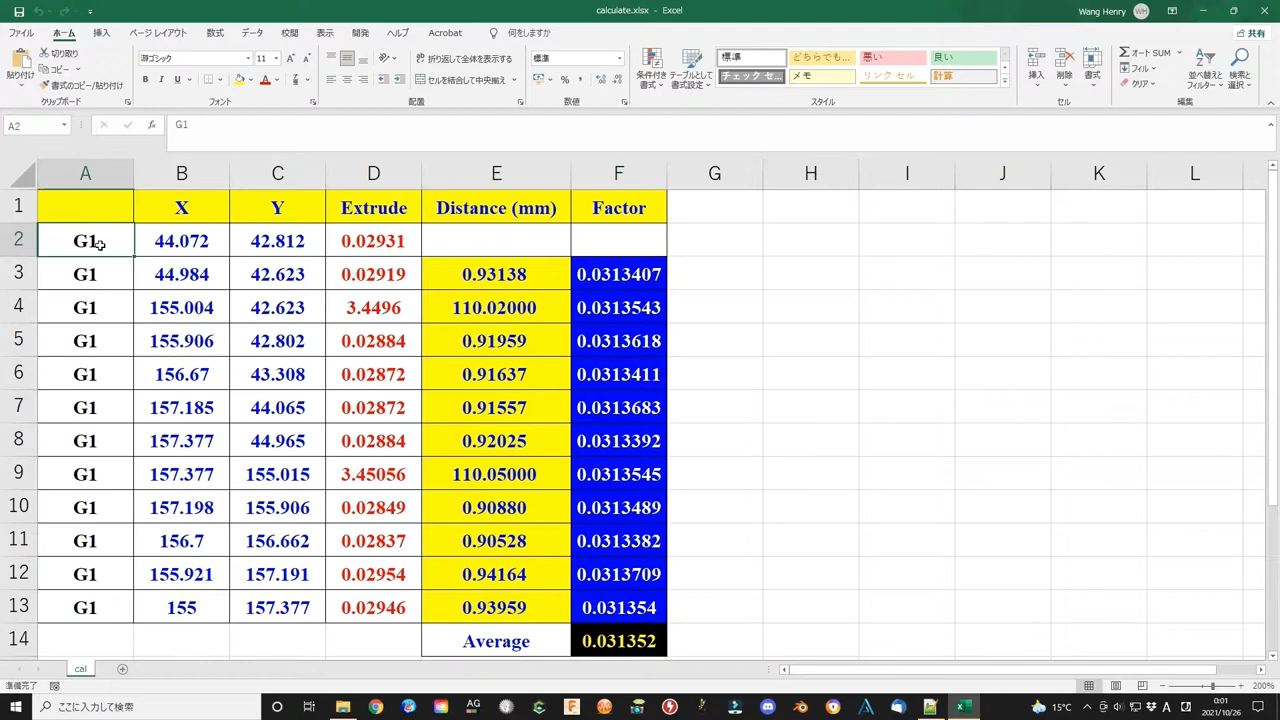 calculate.xlsx - Excel
Wang Henry
WH
ファイル ホーム 挿入 ページ レイアウト 数式 データ 校閲 表示 開発 ヘルプ Acrobat 何をしますか 共有
貼り付け
切り取り
コピー
書式のコピー/貼り付け
クリップボード
游ゴシック 11
B I U
フォント
折り返して全体を表示する
セルを結合して中央揃え
配置
標準
数値
条件付き書式
テーブルとして書式設定
標準 どちらでも... 悪い 良い
チェック セ... メモ リンク セル 計算
スタイル
挿入 削除 書式
セル
オート SUM
フィル
クリア
並べ替えとフィルター
検索と選択
編集
A2 fx G1
A B C D E F G H I J K L
1 X Y Extrude Distance (mm) Factor
2 G1 44.072 42.812 0.02931
3 G1 44.984 42.623 0.02919 0.93138 0.0313407
4 G1 155.004 42.623 3.4496 110.02000 0.0313543
5 G1 155.906 42.802 0.02884 0.91959 0.0313618
6 G1 156.67 43.308 0.02872 0.91637 0.0313411
7 G1 157.185 44.065 0.02872 0.91557 0.0313683
8 G1 157.377 44.965 0.02884 0.92025 0.0313392
9 G1 157.377 155.015 3.45056 110.05000 0.0313545
10 G1 157.198 155.906 0.02849 0.90880 0.0313489
11 G1 156.7 156.662 0.02837 0.90528 0.0313382
12 G1 155.921 157.191 0.02954 0.94164 0.0313709
13 G1 155 157.377 0.02946 0.93959 0.031354
14 Average 0.031352
cal
準備完了
200%
ここに入力して検索
15℃
A
0:01
2021/10/26